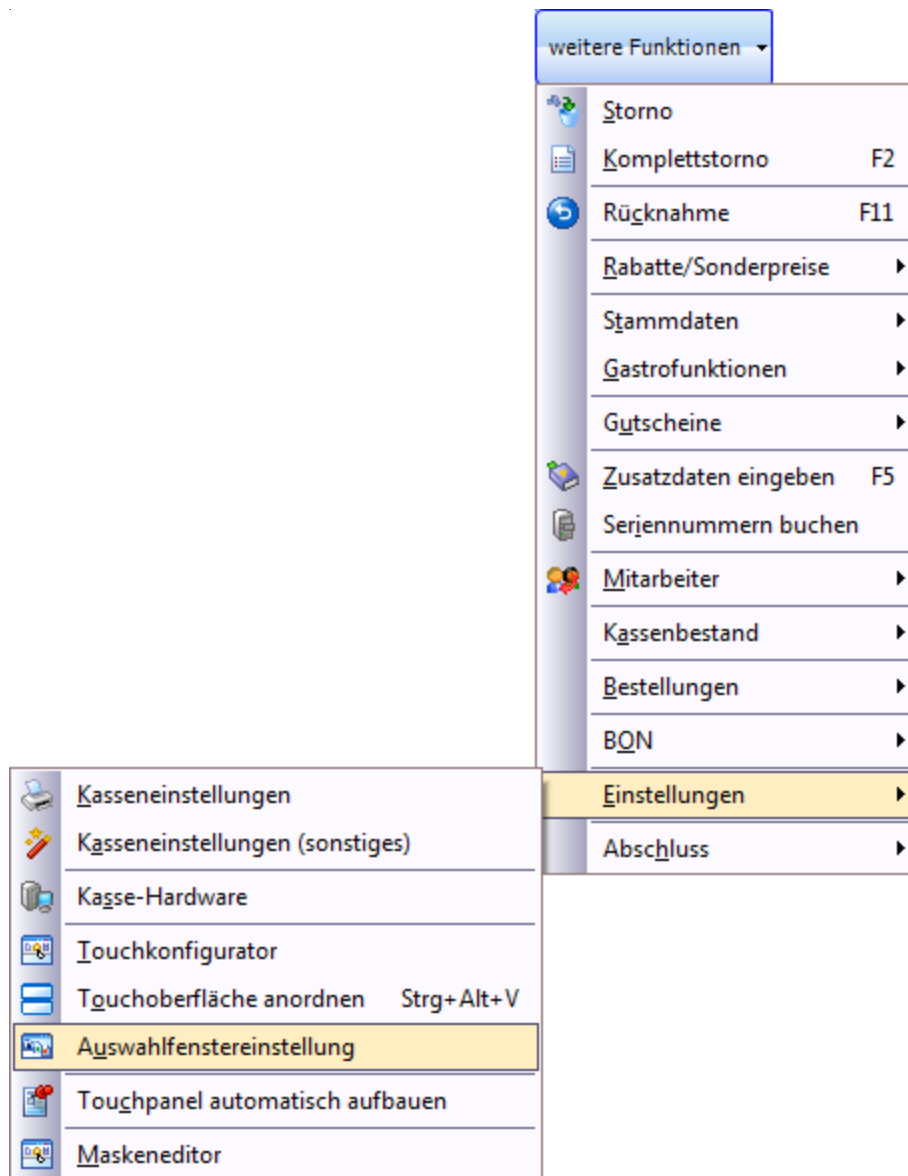 weitere Funktionen
Storno
Komplettstorno F2
Rücknahme F11
Rabatte/Sonderpreise
Stammdaten
Gastrofunktionen
Gutscheine
Zusatzdaten eingeben F5
Seriennummern buchen
Mitarbeiter
Kassenbestand
Bestellungen
BON
Einstellungen
Abschluss
Kasseneinstellungen
Kasseneinstellungen (sonstiges)
Kasse-Hardware
Touchkonfigurator
Touchoberfläche anordnen Strg+Alt+V
Auswahlfenstereinstellung
Touchpanel automatisch aufbauen
Maskeneditor